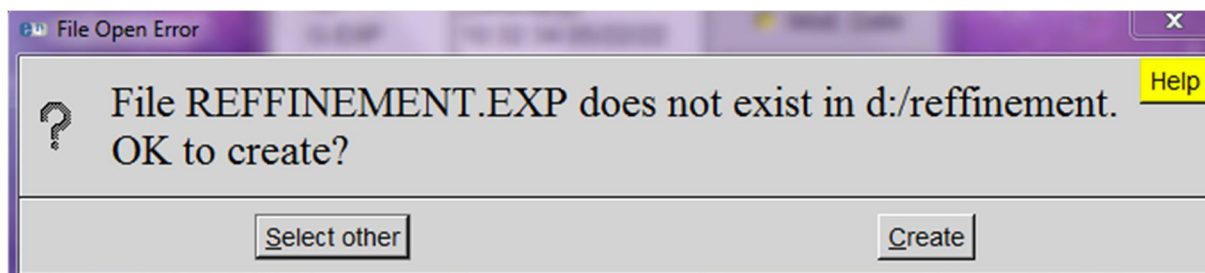 File Open Error
X
Help
File REFFINEMENT.EXP does not exist in d:/reffinement.
OK to create?
Select other
Create